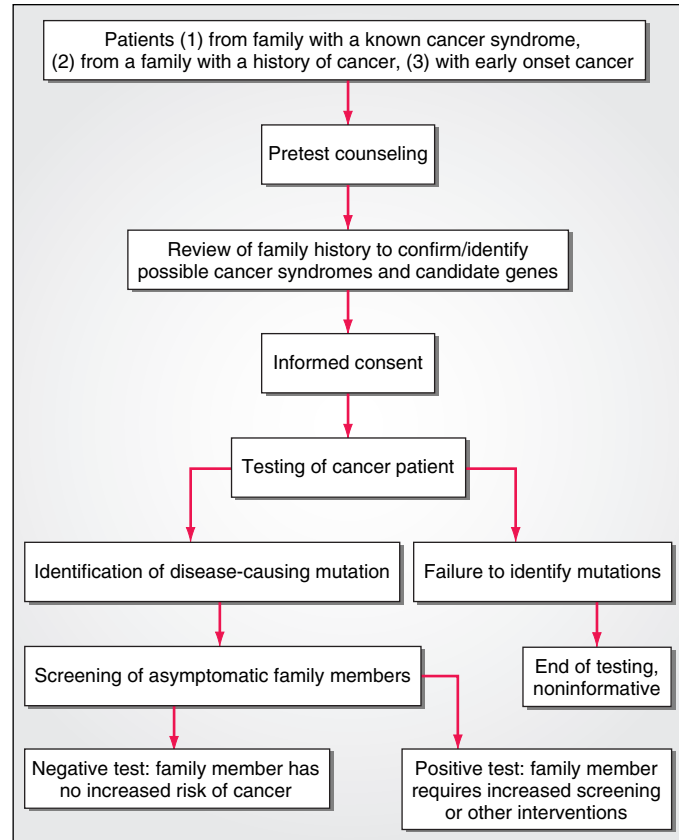 Patients (1) from family with a known cancer syndrome,
(2) from a family with a history of cancer, (3) with early onset cancer
Pretest counseling
Review of family history to confirm/identify
possible cancer syndromes and candidate genes
Informed consent
Testing of cancer patient
Identification of disease-causing mutation
Failure to identify mutations
Screening of asymptomatic family members
End of testing,
noninformative
Negative test: family member has
no increased risk of cancer
Positive test: family member
requires increased screening
or other interventions